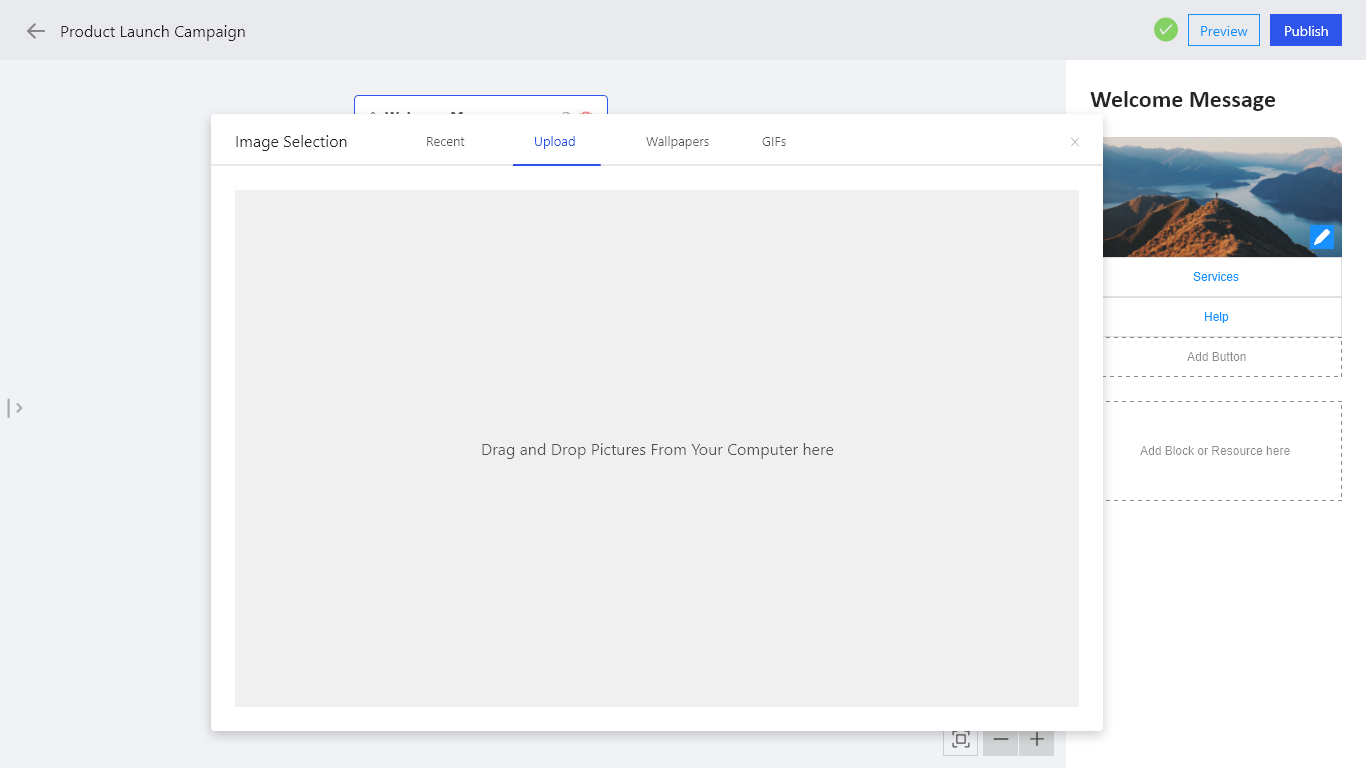 Product Launch Campaign
Preview
Publish
Welcome Message
Image Selection
Recent
Upload
Wallpapers
GIFs
Drag and Drop Pictures From Your Computer here
Services
Help
Add Button
Add Block or Resource here